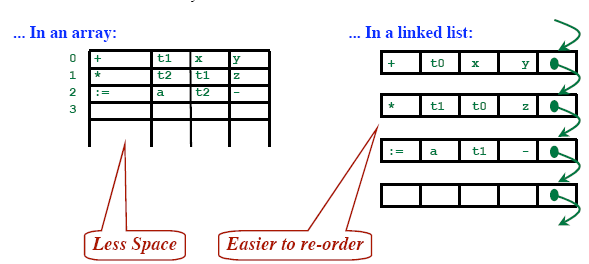 ... In an array:
0 + t1 x y
1 * t2 t1 z
2 := a t2 -
3
Less Space
... In a linked list:
+ t0 x y
* t1 t0 z
:= a t1 -
Easier to re-order